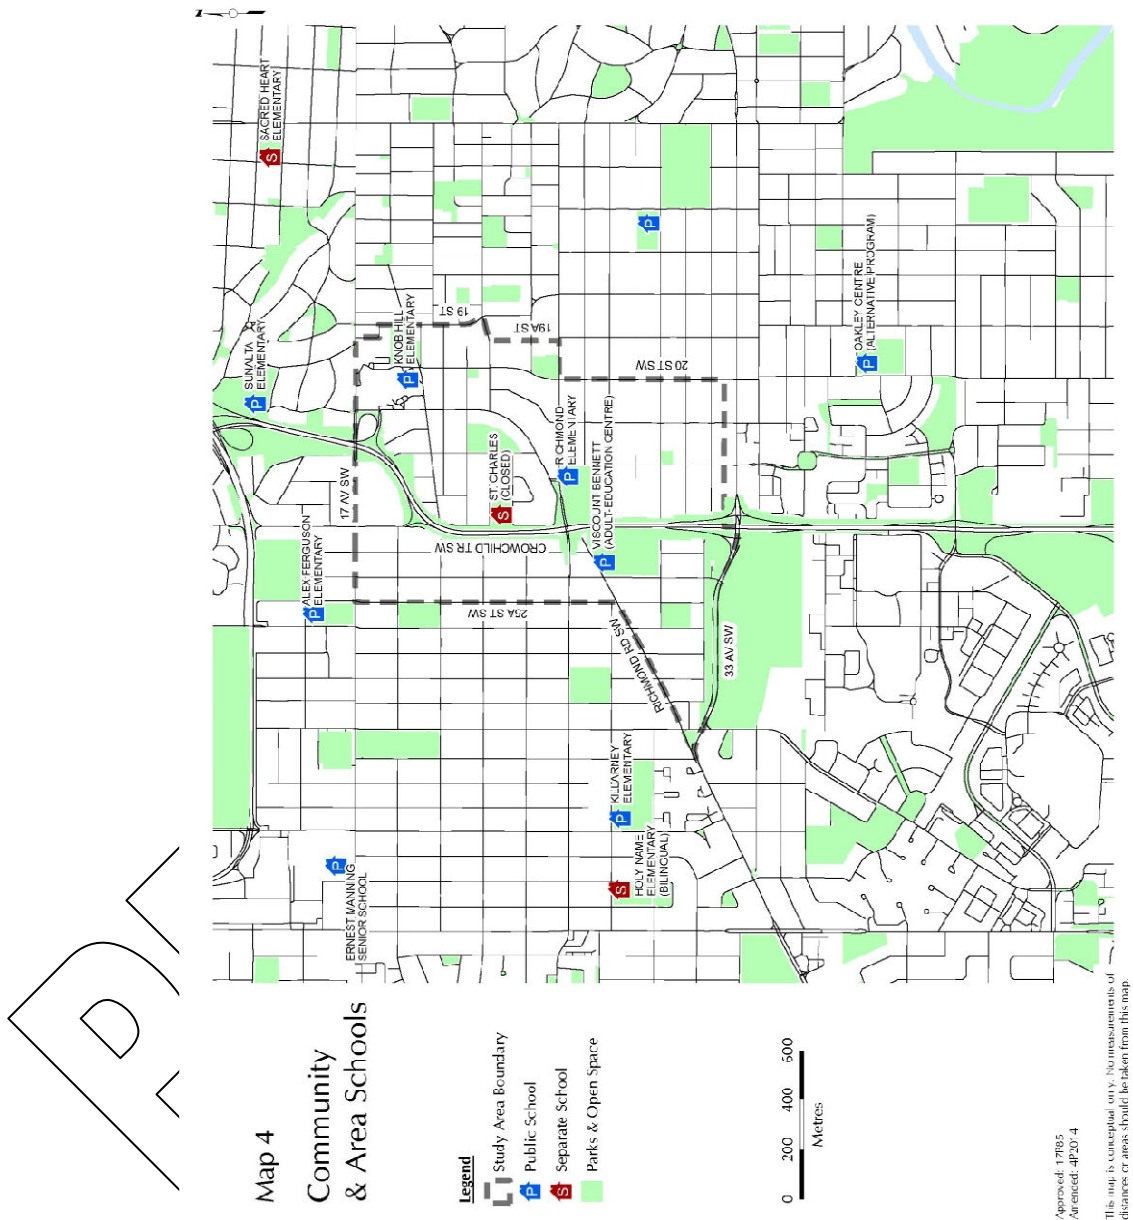 Map 4
Community
& Area Schools
Legend
Study Area Boundary
P Public School
S Separate School
Parks & Open Space
0 200 400 600
Metres
Approved: 17P85
Amended: 4P2014
This map is conceptual only. No measurements of
distances or areas should be taken from this map.
ERNEST MANNING
SENIOR SCHOOL
P
ALEX FERGUSON
ELEMENTARY
P
SUNALTA
ELEMENTARY
P
SACRED HEART
ELEMENTARY
S
KNOB HILL
ELEMENTARY
P
ST. CHARLES
(CLOSED)
S
RICHMOND
ELEMENTARY
P
VISCOUNT BENNETT
(ADULT- EDUCATION CENTRE)
P
HOLY NAME
ELEMENTARY
(BILINGUAL)
S
KILLARNEY
ELEMENTARY
P
OAKLEY CENTRE
(ALTERNATIVE PROGRAM)
P
P
17 AV SW
CROWCHILD TR SW
25A ST SW
RICHMOND RD SW
33 AV SW
20 ST SW
19A ST
19 ST